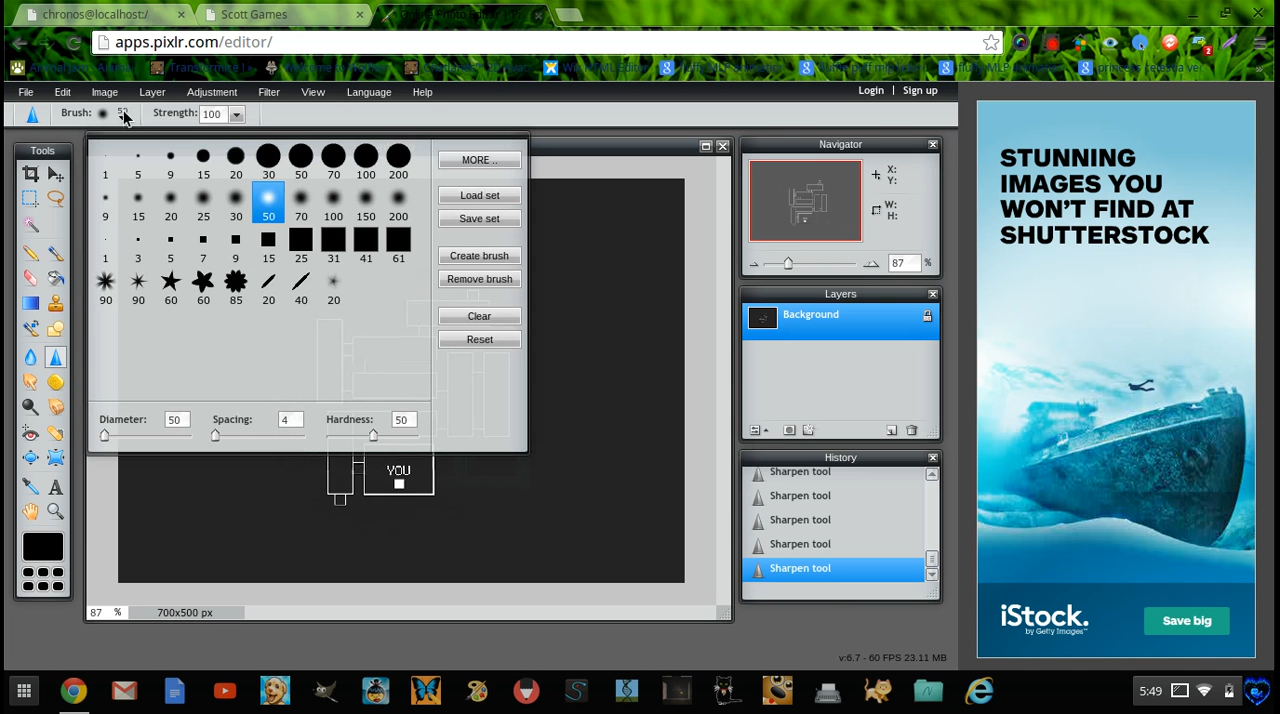 chronos@localhost:/
Scott Games
apps.pixlr.com/editor/
File Edit Image Layer Adjustment Filter View Language Help
Login Sign up
Brush: Strength: 100
Tools
1 5 9 15 20 30 50 70 100 200
9 15 20 25 30 50 70 100 150 200
1 3 5 7 9 15 25 31 41 61
90 90 60 60 85 20 40 20
MORE ..
Load set
Save set
Create brush
Remove brush
Clear
Reset
Diameter: 50 Spacing: 4 Hardness: 50
YOU
87 % 700x500 px
Navigator
X:
Y:
W:
H:
87 %
Layers
Background
History
Sharpen tool
Sharpen tool
Sharpen tool
Sharpen tool
Sharpen tool
v:6.7 - 60 FPS 23.11 MB
STUNNING
IMAGES YOU
WON'T FIND AT
SHUTTERSTOCK
iStock.
by Getty Images™
Save big
5:49